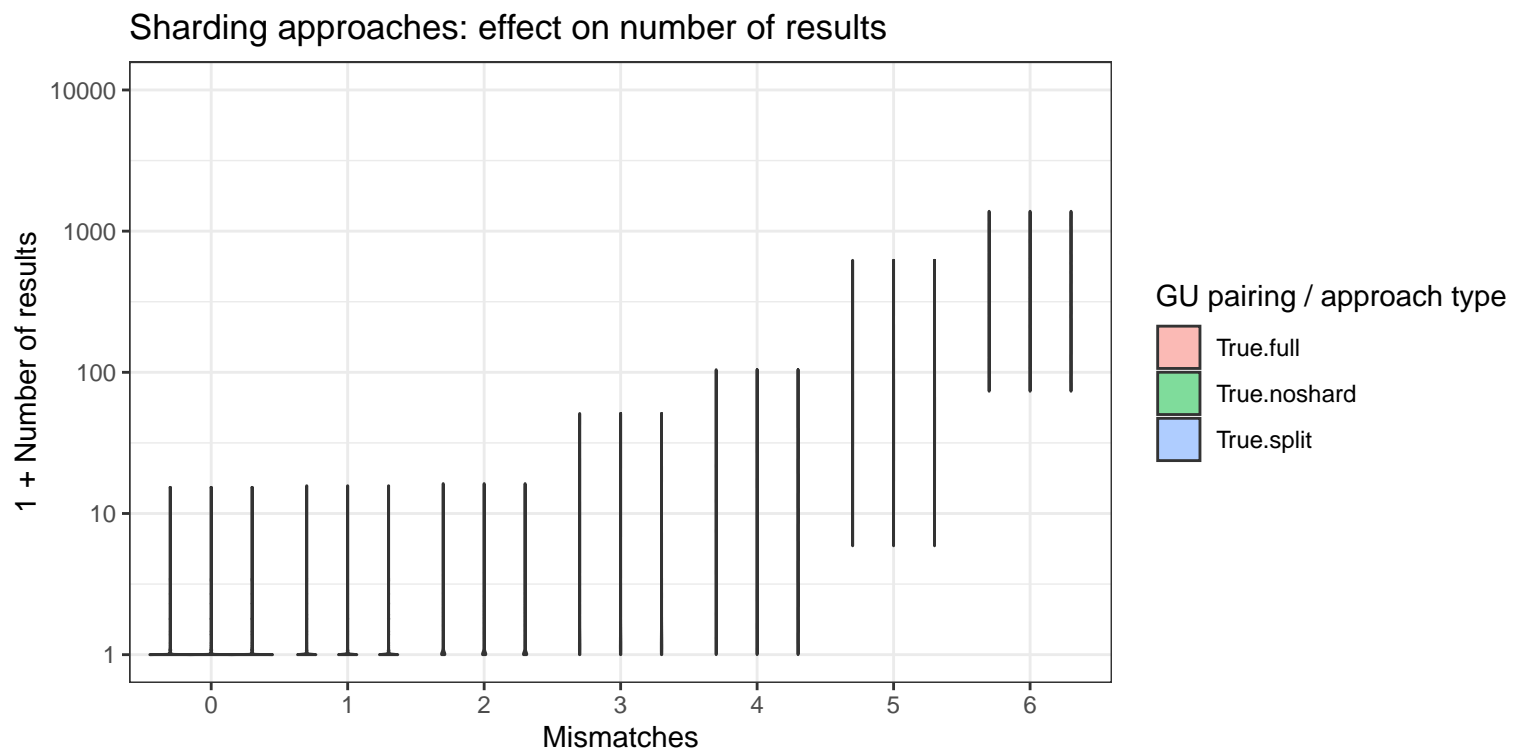 Sharding approaches: effect on number of results
1 + Number of results
10000
1000
100
10
1
0 1 2 3 4 5 6
Mismatches
GU pairing / approach type
True.full
True.noshard
True.split